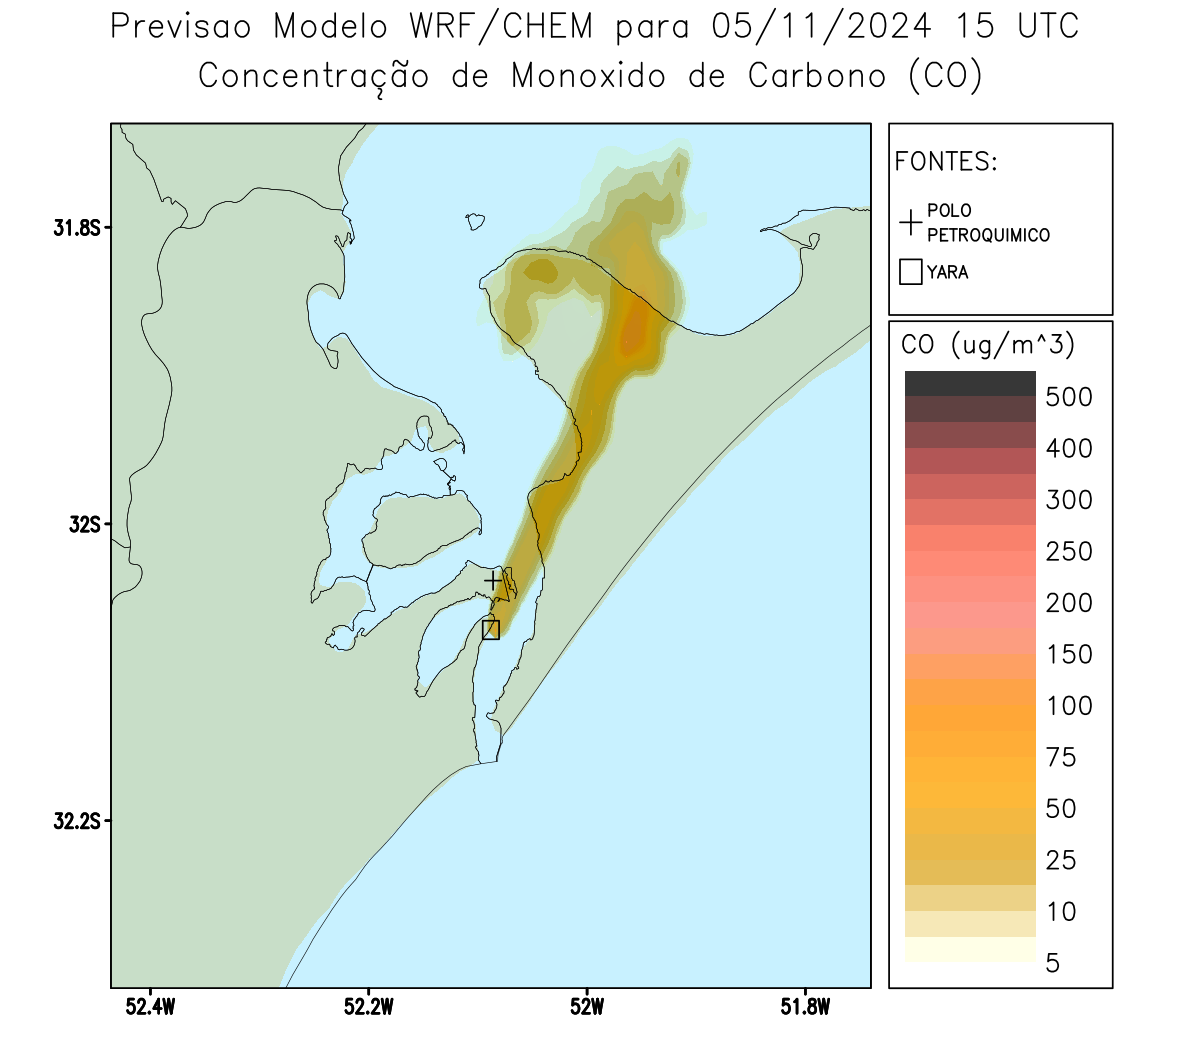 Previsao Modelo WRF/CHEM para 05/11/2024 15 UTC
Concentração de Monoxido de Carbono (CO)
FONTES:
POLO
PETROQUIMICO
YARA
CO (ug/m^3)
500
400
300
250
200
150
100
75
50
25
10
5
31.8S
32S
32.2S
52.4W
52.2W
52W
51.8W